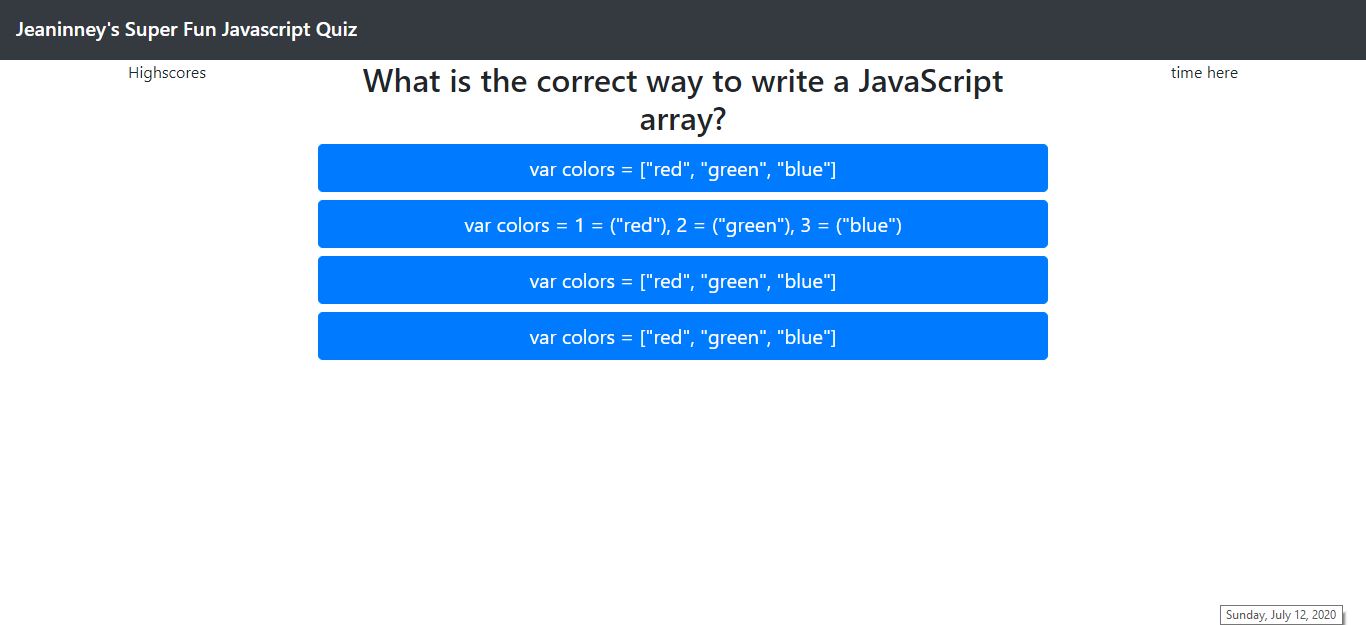 Jeaninney's Super Fun Javascript Quiz
Highscores
What is the correct way to write a JavaScript
array?
time here
var colors = ["red", "green", "blue"]
var colors = 1 = ("red"), 2 = ("green"), 3 = ("blue")
var colors = ["red", "green", "blue"]
var colors = ["red", "green", "blue"]
Sunday, July 12, 2020